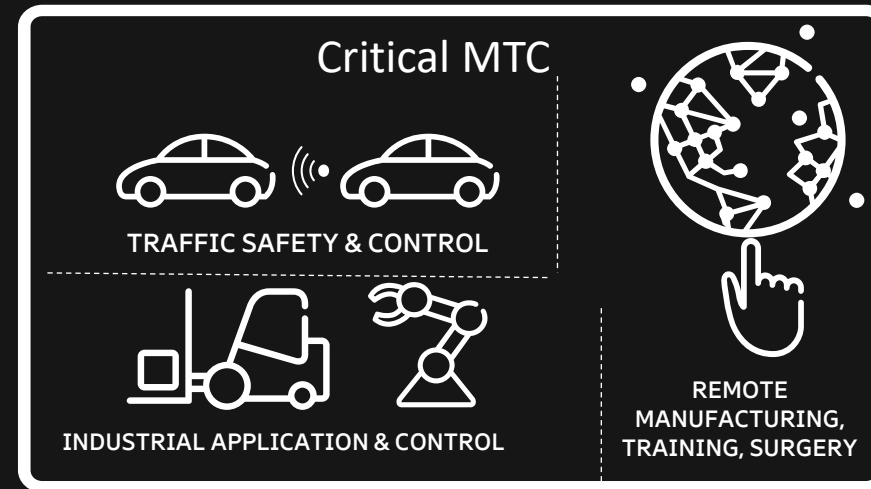 Critical MTC
TRAFFIC SAFETY & CONTROL
INDUSTRIAL APPLICATION & CONTROL
REMOTE
MANUFACTURING,
TRAINING, SURGERY